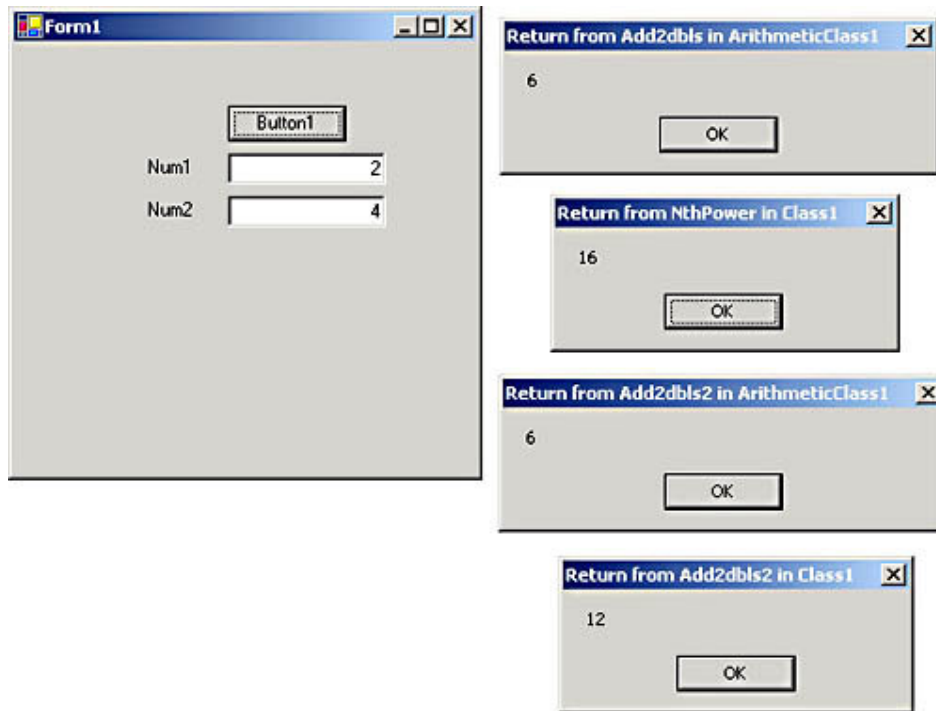 Form1
Button1
Num1
2
Num2
4
Return from Add2dbls in ArithmeticClass1
6
OK
Return from NthPower in Class1
16
OK
Return from Add2dbls2 in ArithmeticClass1
6
OK
Return from Add2dbls2 in Class1
12
OK